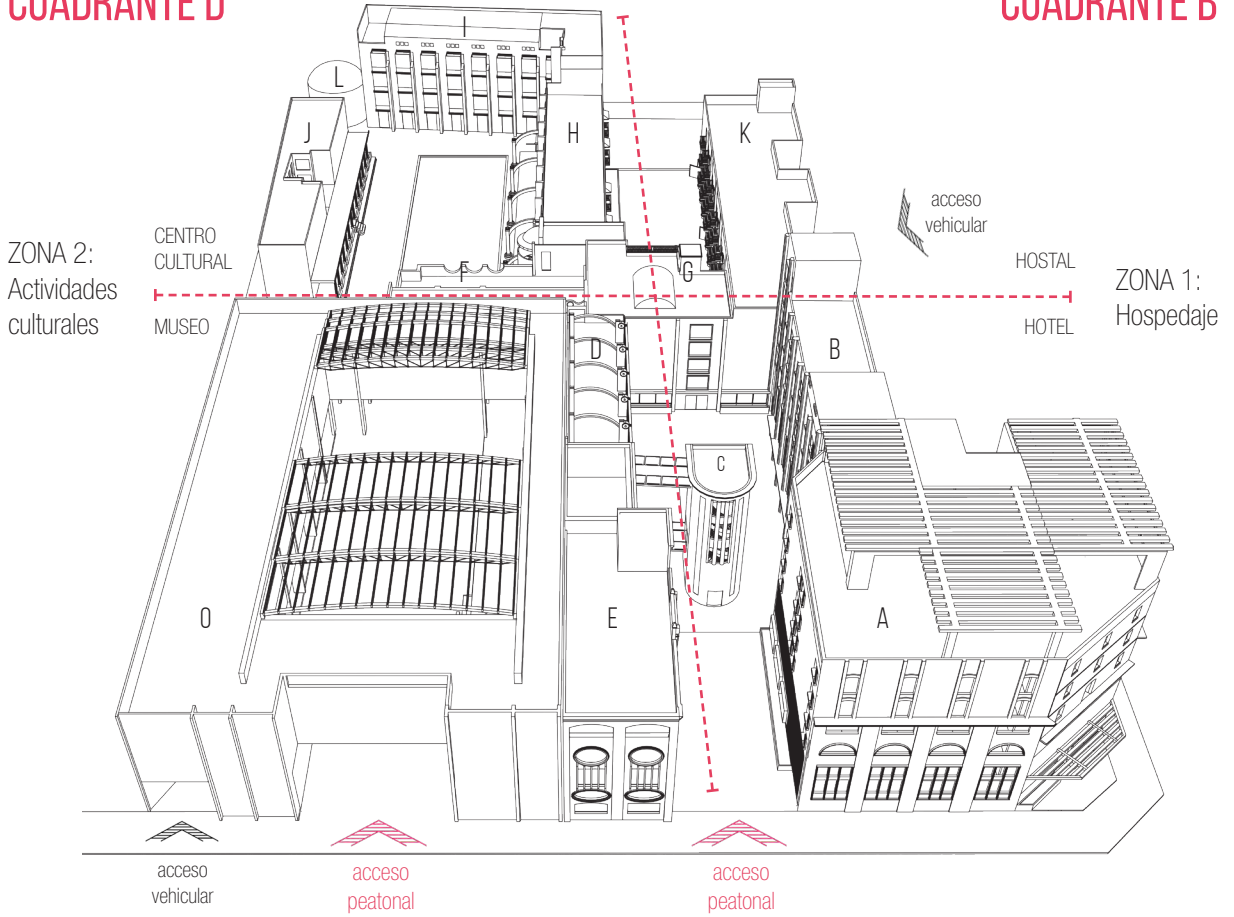 CUADRANTE D
CUADRANTE B
I
L
J
H
K
acceso
vehicular
ZONA 2:
Actividades
culturales
CENTRO
CULTURAL
F
G
HOSTAL
ZONA 1:
Hospedaje
MUSEO
HOTEL
D
B
C
O
E
A
acceso
vehicular
acceso
peatonal
acceso
peatonal